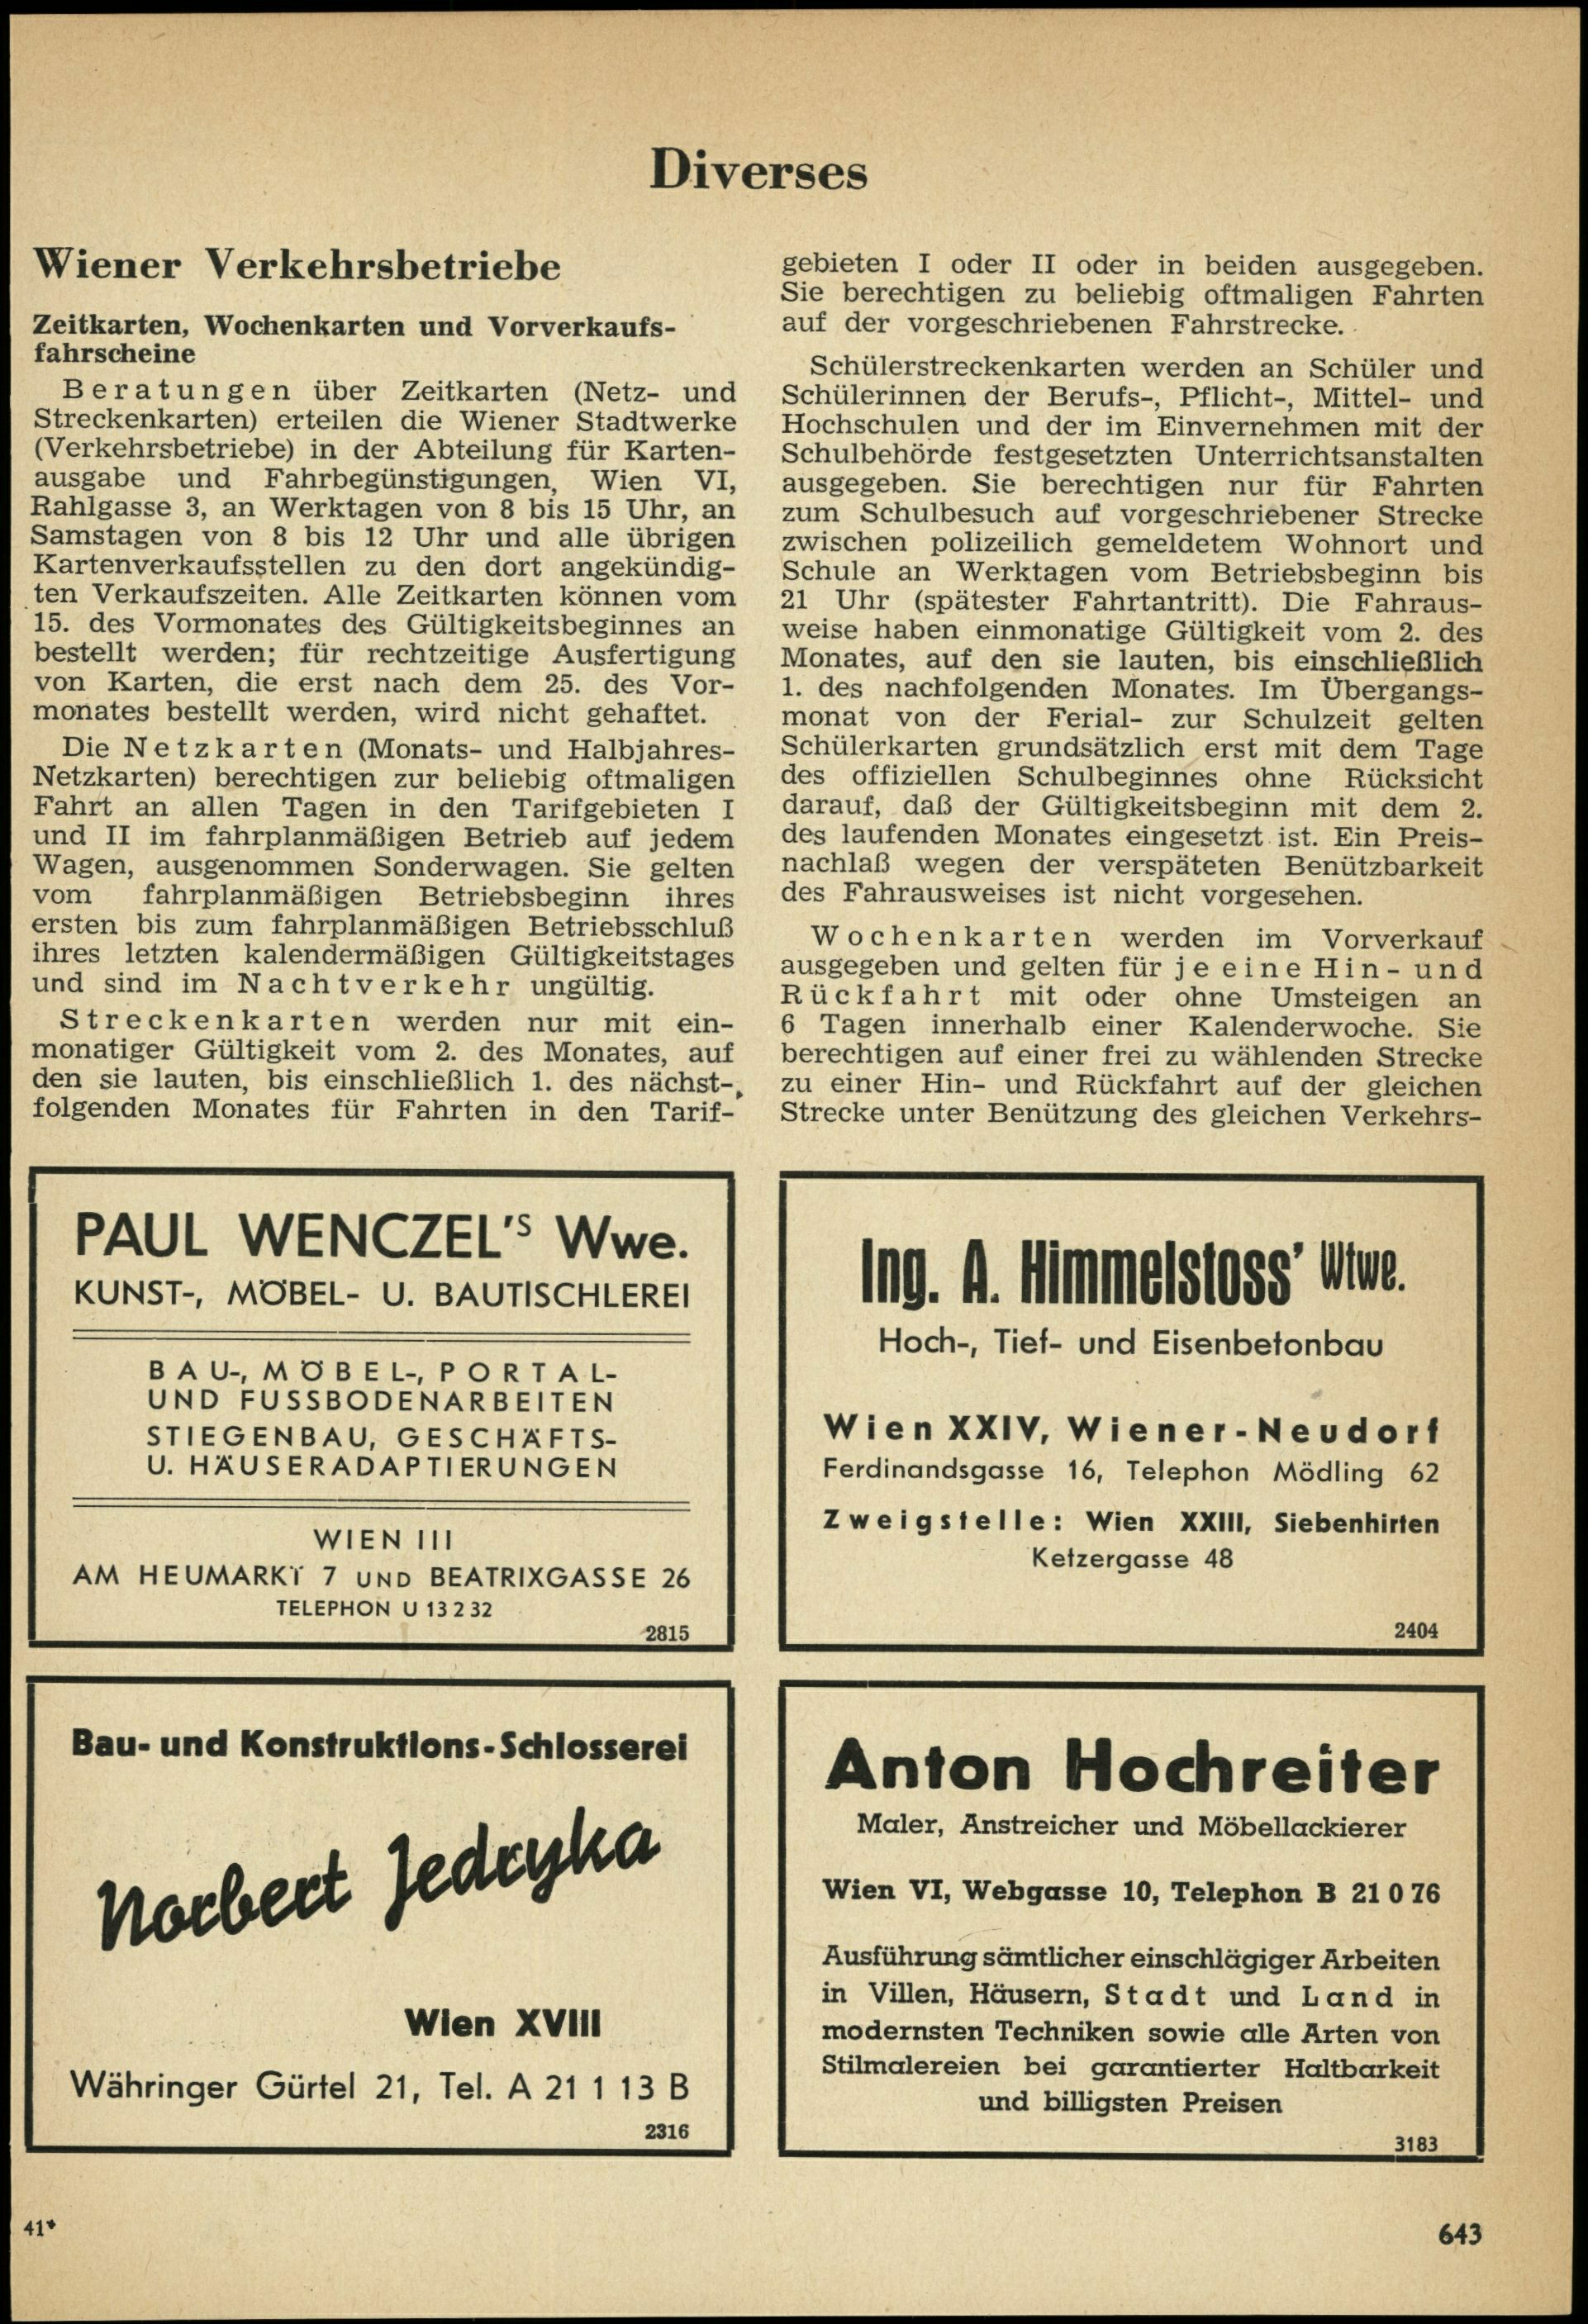 Diverses
Wiener Verkehrsbetriebe
Zeitkarten, Wochenkarten und Vorverkaufs-
fahrscheine
Beratungen über Zeitkarten (Netz- und
Streckenkarten) erteilen die Wiener Stadtwerke
(Verkehrsbetriebe) in der Abteilung für Karten-
ausgabe und Fahrbegünstigungen, Wien VI,
Rahlgasse 3, an Werktagen von 8 bis 15 Uhr, an
Samstagen von 8 bis 12 Uhr und alle übrigen
Kartenverkaufsstellen zu den dort angekündig-
ten Verkaufszeiten. Alle Zeitkarten können vom
15. des Vormonates des Gültigkeitsbeginnes an
bestellt werden; für rechtzeitige Ausfertigung
von Karten, die erst nach dem 25. des Vor-
monates bestellt werden, wird nicht gehaftet.
Die Netzkarten (Monats- und Halbjahres-
Netzkarten) berechtigen zur beliebig oftmaligen
Fahrt an allen Tagen in den Tarifgebieten I
und II im fahrplanmäßigen Betrieb auf jedem
Wagen, ausgenommen Sonderwagen. Sie gelten
vom fahrplanmäßigen Betriebsbeginn ihres
ersten bis zum fahrplanmäßigen Betriebsschluß
ihres letzten kalendermäßigen Gültigkeitstages
und sind im Nachtverkehr ungültig.
Streckenkarten werden nur mit ein-
monatiger Gültigkeit vom 2. des Monates, auf
den sie lauten, bis einschließlich 1. des nächst-
folgenden Monates für Fahrten in den Tarif-
gebieten I oder II oder in beiden ausgegeben.
Sie berechtigen zu beliebig oftmaligen Fahrten
auf der vorgeschriebenen Fahrstrecke.
Schülerstreckenkarten werden an Schüler und
Schülerinnen der Berufs-, Pflicht-, Mittel- und
Hochschulen und der im Einvernehmen mit der
Schulbehörde festgesetzten Unterrichtsanstalten
ausgegeben. Sie berechtigen nur für Fahrten
zum Schulbesuch auf vorgeschriebener Strecke
zwischen polizeilich gemeldetem Wohnort und
Schule an Werktagen vom Betriebsbeginn bis
21 Uhr (spätester Fahrtantritt). Die Fahraus-
weise haben einmonatige Gültigkeit vom 2. des
Monates, auf den sie lauten, bis einschließlich
1. des nachfolgenden Monates. Im Übergangs-
monat von der Ferial- zur Schulzeit gelten
Schülerkarten grundsätzlich erst mit dem Tage
des offiziellen Schulbeginnes ohne Rücksicht
darauf, daß der Gültigkeitsbeginn mit dem 2.
des laufenden Monates eingesetzt ist. Ein Preis-
nachlaß wegen der verspäteten Benützbarkeit
des Fahrausweises ist nicht vorgesehen.
Wochenkarten werden im Vorverkauf
ausgegeben und gelten für je eine Hin- und
Rückfahrt mit oder ohne Umsteigen an
6 Tagen innerhalb einer Kalenderwoche. Sie
berechtigen auf einer frei zu wählenden Strecke
zu einer Hin- und Rückfahrt auf der gleichen
Strecke unter Benützung des gleichen Verkehrs-
PAUL WENCZEL'S Wwe.
KUNST-, MÖBEL- U. BAUTISCHLEREI
BAU-, MÖBEL-, PORTAL-
UND FUSSBODENARBEITEN
STIEGENBAU, GESCHÄFTS-
U. HÄUSERADAPTIERUNGEN
WIEN III
AM HEUMARKT 7 UND BEATRIXGASSE 26
TELEPHON U 13 2 32
2815
Ing. A. Himmelstoss' Wtwe.
Hoch-, Tief- und Eisenbetonbau
Wien XXIV, Wiener-Neudorf
Ferdinandsgasse 16, Telephon Mödling 62
Zweigstelle: Wien XXIII, Siebenhirten
Ketzergasse 48
2404
Bau- und Konstruktions-Schlosserei
Norbert Jedryka
Wien XVIII
Währinger Gürtel 21, Tel. A 21 1 13 B
2316
Anton Hochreiter
Maler, Anstreicher und Möbellackierer
Wien VI, Webgasse 10, Telephon B 21 0 76
Ausführung sämtlicher einschlägiger Arbeiten
in Villen, Häusern, Stadt und Land in
modernsten Techniken sowie alle Arten von
Stilmalereien bei garantierter Haltbarkeit
und billigsten Preisen
3183
41*
643